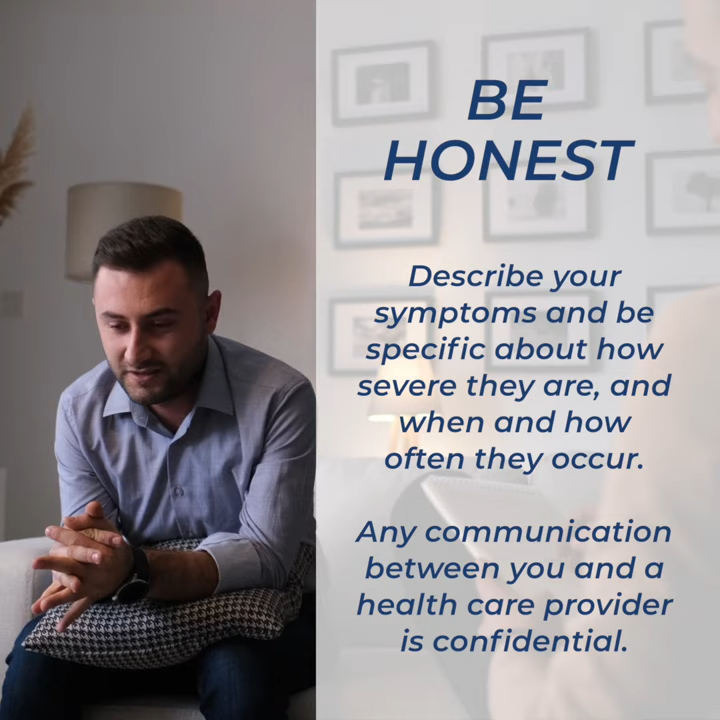 BE
HONEST
Describe your
symptoms and be
specific about how
severe they are, and
when and how
often they occur.
Any communication
between you and a
health care provider
is confidential.